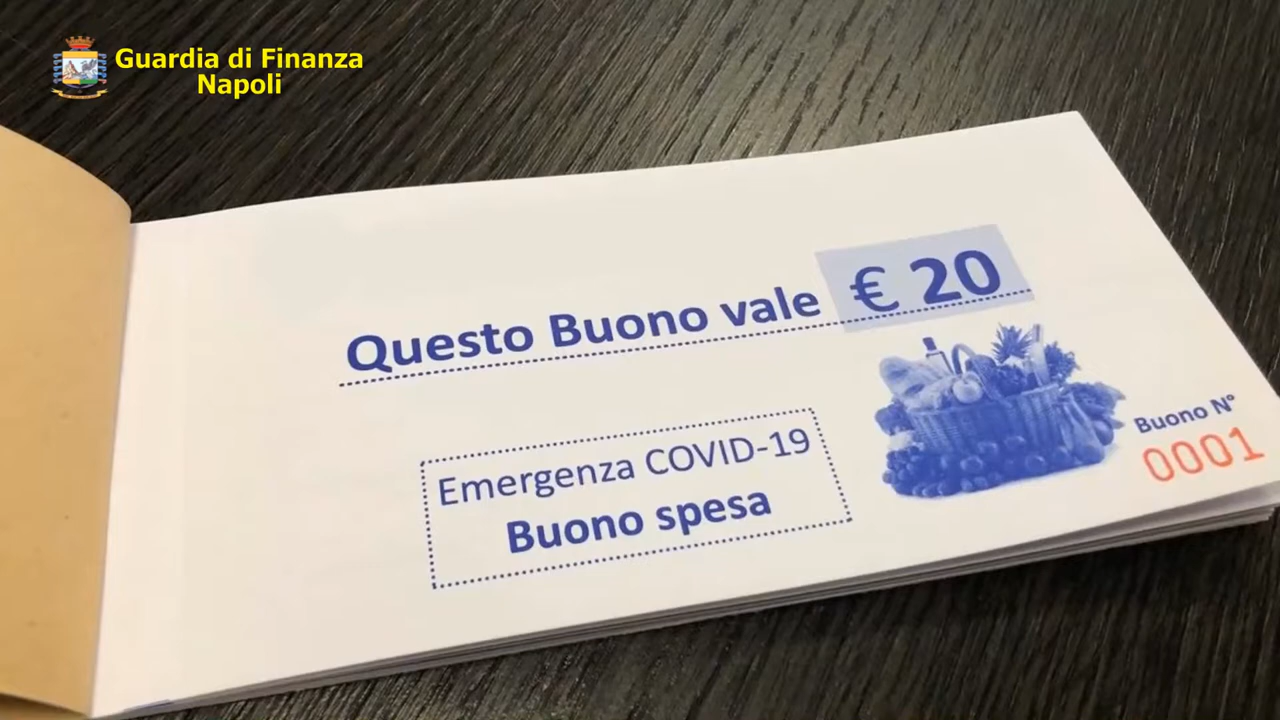 Guardia di Finanza
Napoli
Questo Buono vale € 20
Emergenza COVID-19
Buono spesa
Buono N°
0001